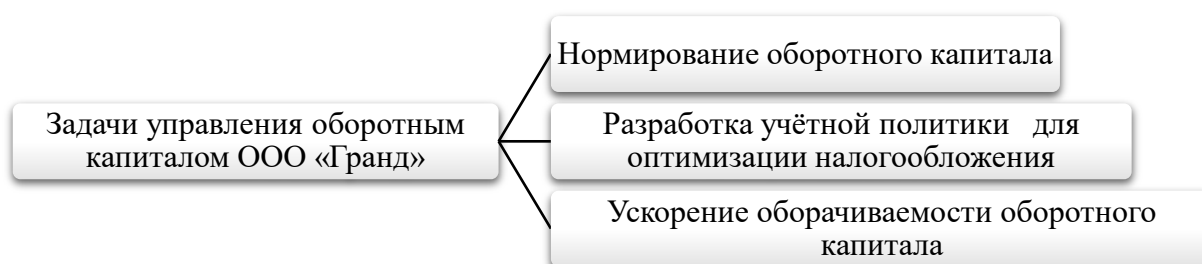 Нормирование оборотного капитала
Задачи управления оборотным
капиталом ООО «Гранд»
Разработка учётной политики для
оптимизации налогообложения
Ускорение оборачиваемости оборотного
капитала